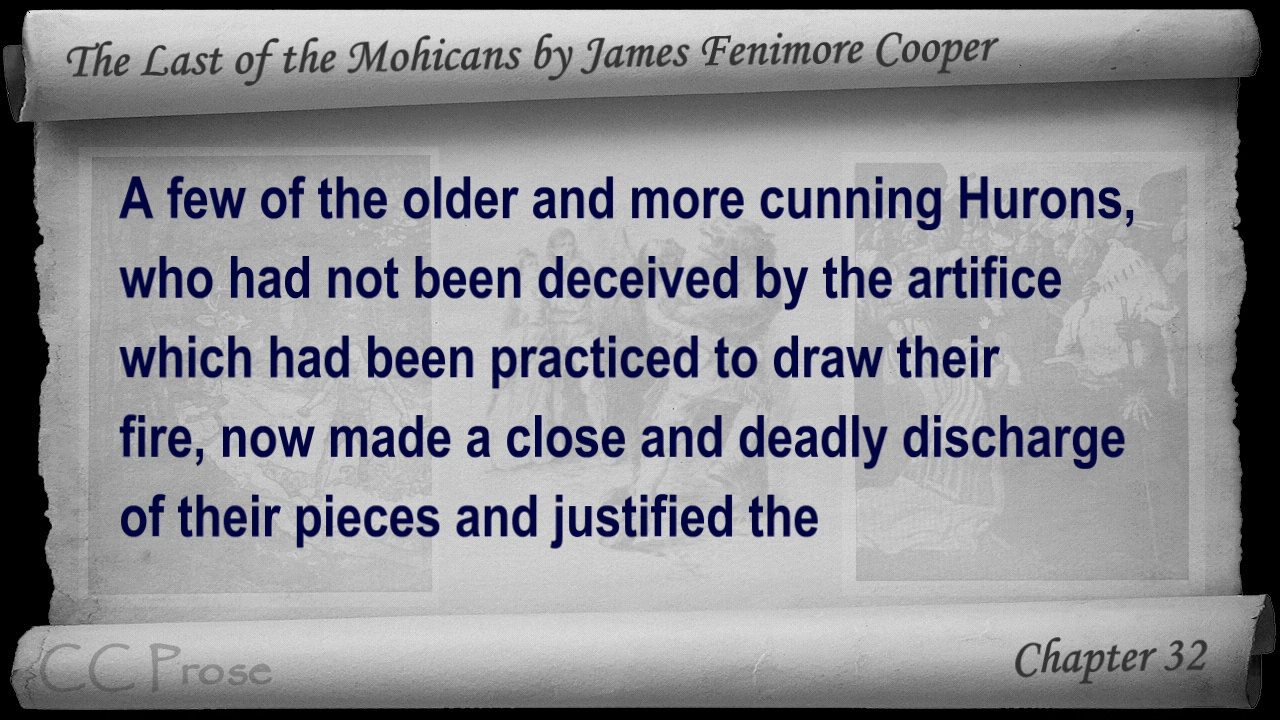 The Last of the Mohicans by James Fenimore Cooper
A few of the older and more cunning Hurons,
who had not been deceived by the artifice
which had been practiced to draw their
fire, now made a close and deadly discharge
of their pieces and justified the
CC Prose
Chapter 32